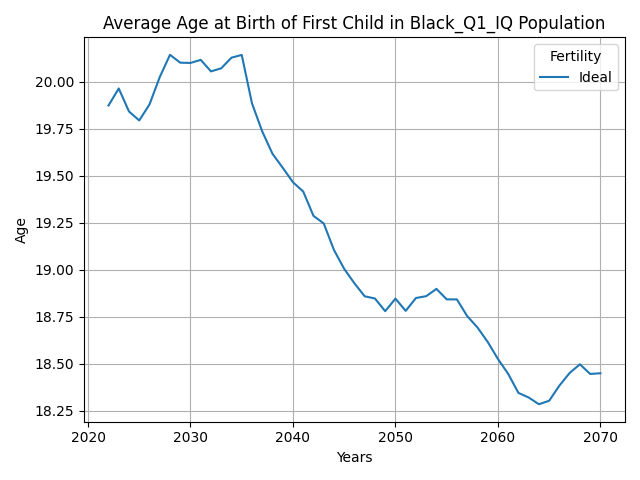 Average Age at Birth of First Child in Black_Q1_IQ Population
Fertility
Ideal
20.00
19.75
19.50
19.25
19.00
18.75
18.50
18.25
Age
2020
2030
2040
2050
2060
2070
Years